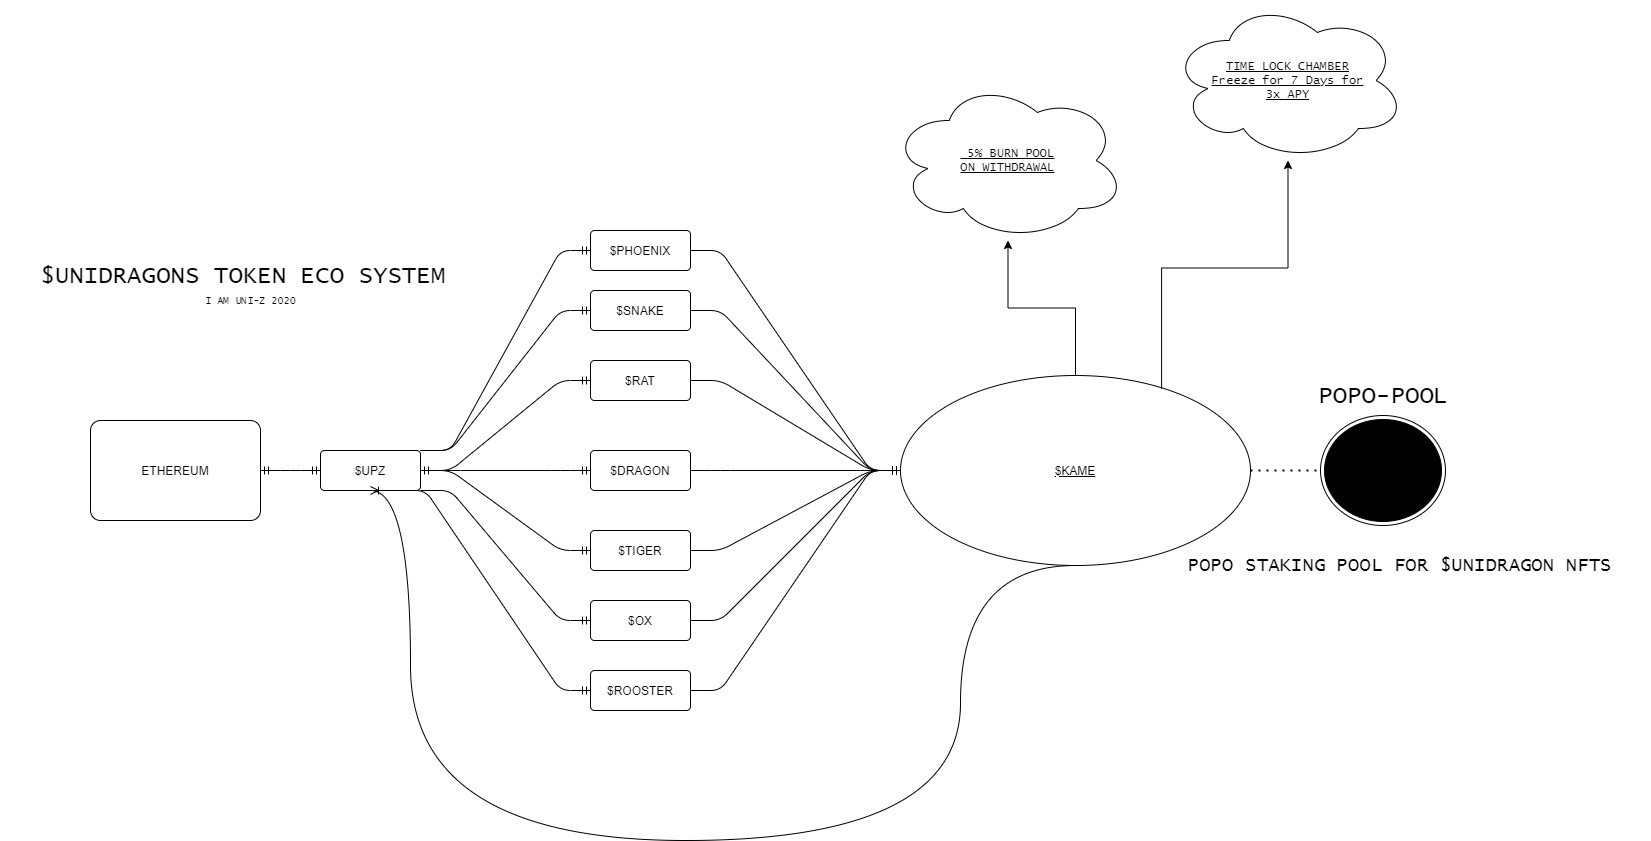 TIME LOCK CHAMBER
Freeze for 7 Days for
3x APY
5% BURN POOL
ON WITHDRAWAL
$UNIDRAGONS TOKEN ECO SYSTEM
I AM UNI-Z 2020
$PHOENIX
$SNAKE
$RAT
ETHEREUM
$UPZ
$DRAGON
$TIGER
$OX
$ROOSTER
$KAME
POPO-POOL
POPO STAKING POOL FOR $UNIDRAGON NFTS